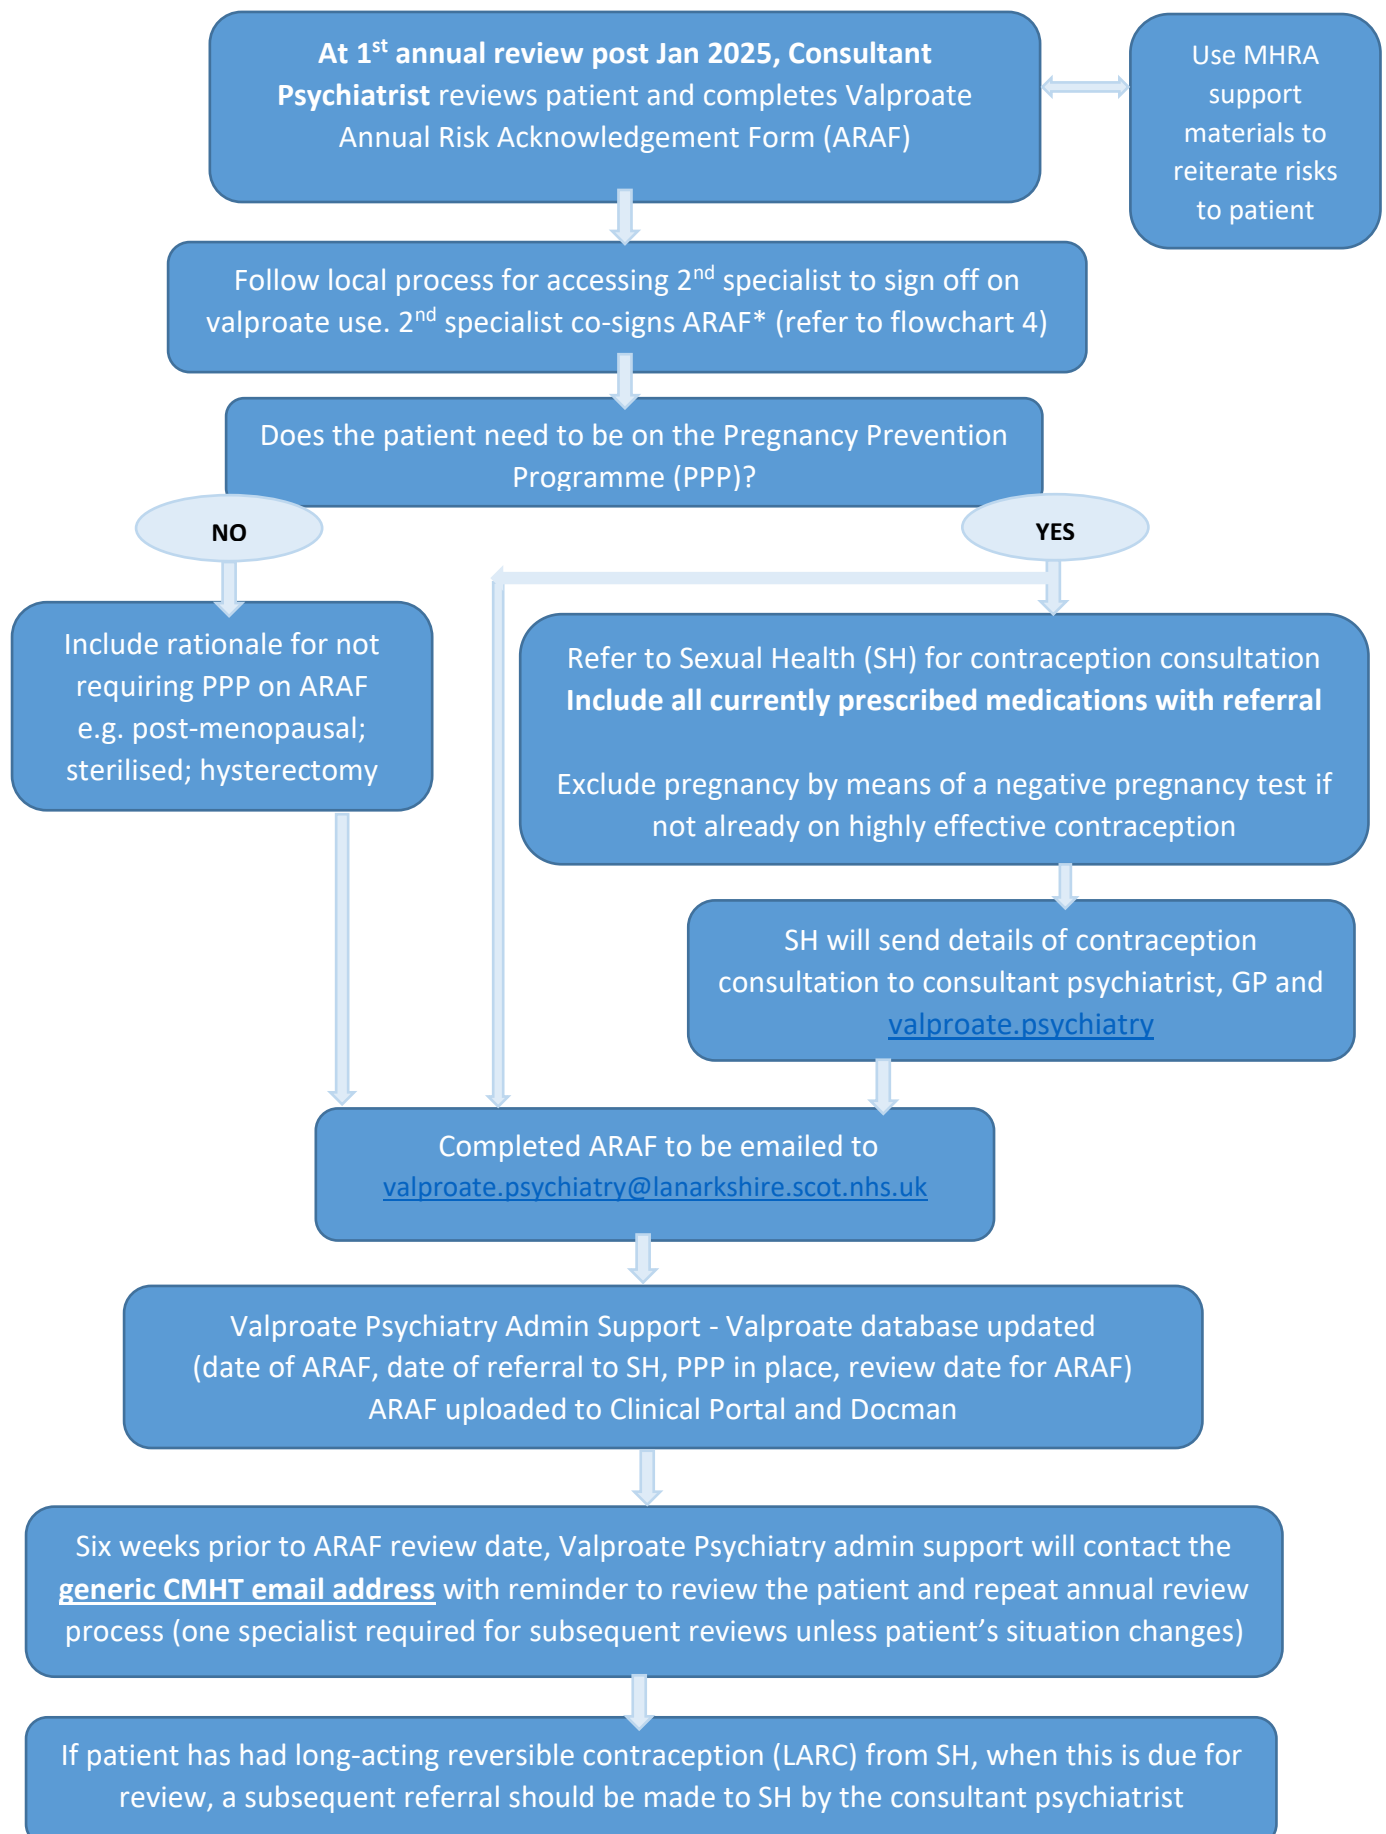 At 1st annual review post Jan 2025, Consultant
Psychiatrist reviews patient and completes Valproate
Annual Risk Acknowledgement Form (ARAF)
Use MHRA
support
materials to
reiterate risks
to patient
Follow local process for accessing 2nd specialist to sign off on
valproate use. 2nd specialist co-signs ARAF* (refer to flowchart 4)
Does the patient need to be on the Pregnancy Prevention
Programme (PPP)?
NO
YES
Include rationale for not
requiring PPP on ARAF
e.g. post-menopausal;
sterilised; hysterectomy
Refer to Sexual Health (SH) for contraception consultation
Include all currently prescribed medications with referral
Exclude pregnancy by means of a negative pregnancy test if
not already on highly effective contraception
SH will send details of contraception
consultation to consultant psychiatrist, GP and
valproate.psychiatry
Completed ARAF to be emailed to
valproate.psychiatry@lanarkshire.scot.nhs.uk
Valproate Psychiatry Admin Support - Valproate database updated
(date of ARAF, date of referral to SH, PPP in place, review date for ARAF)
ARAF uploaded to Clinical Portal and Docman
Six weeks prior to ARAF review date, Valproate Psychiatry admin support will contact the
generic CMHT email address with reminder to review the patient and repeat annual review
process (one specialist required for subsequent reviews unless patient’s situation changes)
If patient has had long-acting reversible contraception (LARC) from SH, when this is due for
review, a subsequent referral should be made to SH by the consultant psychiatrist